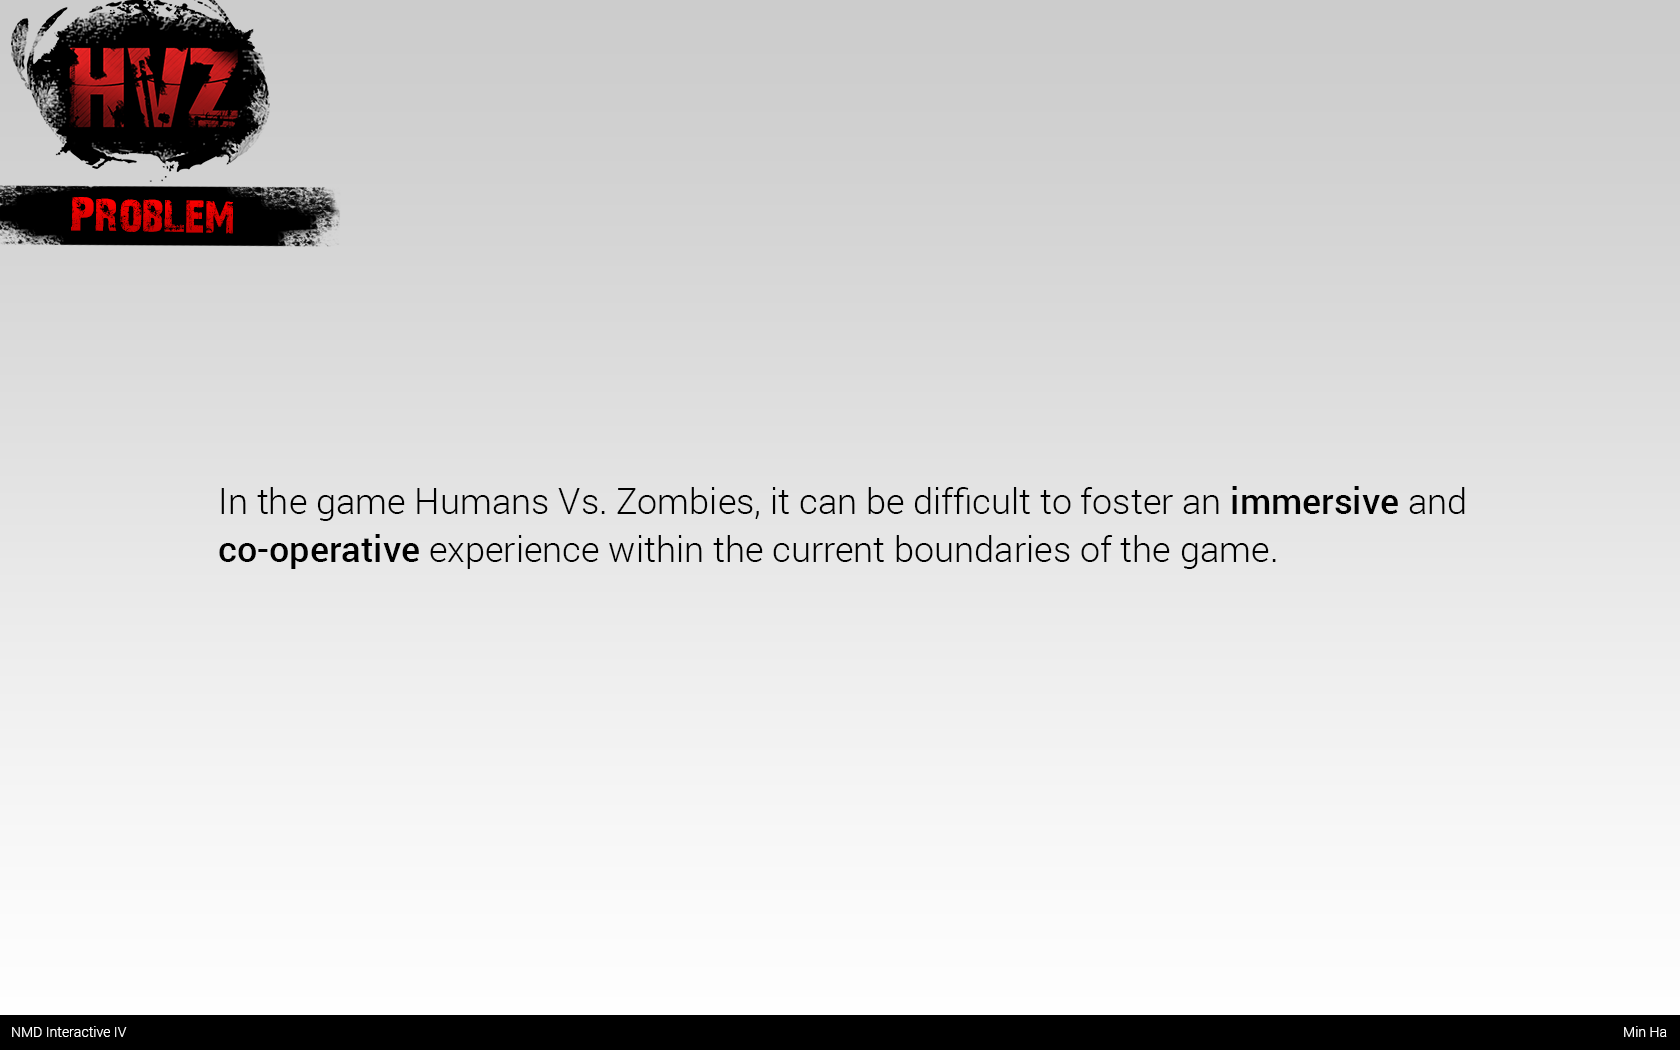 HVZ
PROBLEM
In the game Humans Vs. Zombies, it can be difficult to foster an immersive and
co-operative experience within the current boundaries of the game.
NMD Interactive IV
Min Ha